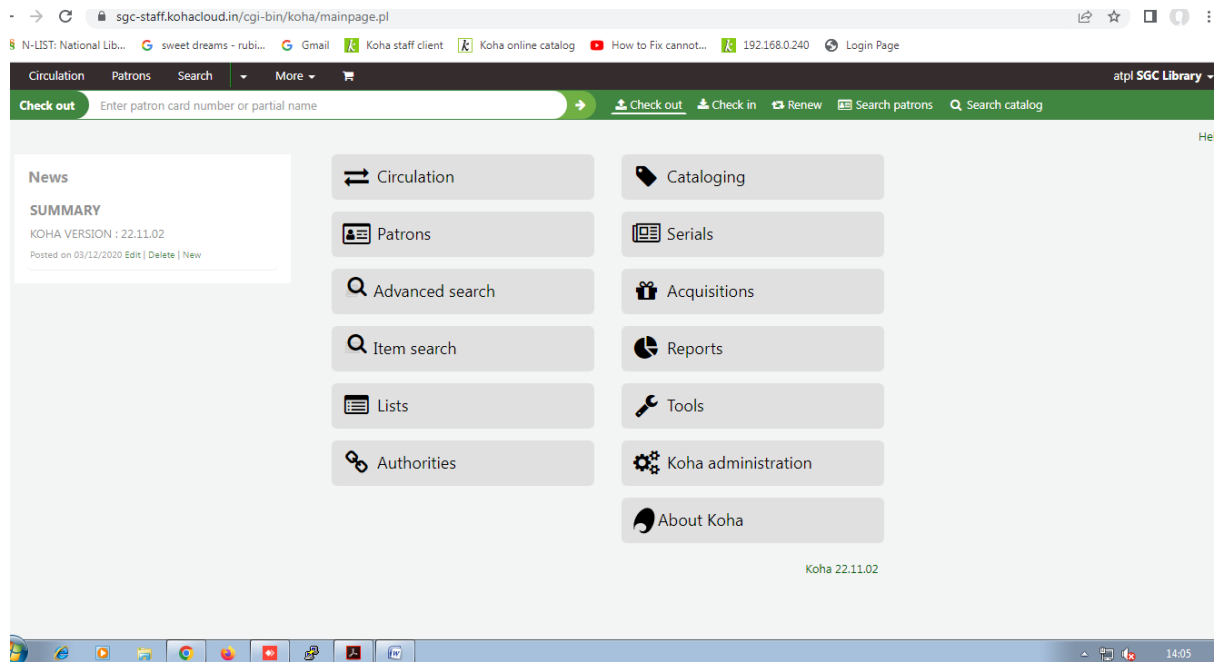 sgc-staff.kohacloud.in/cgi-bin/koha/mainpage.pl
N-LIST: National Lib... sweet dreams - rubi... Gmail Koha staff client Koha online catalog How to Fix cannot... 192.168.0.240 Login Page
Circulation Patrons Search More atpl SGC Library
Check out Enter patron card number or partial name Check out Check in Renew Search patrons Search catalog
Hel
News
SUMMARY
KOHA VERSION : 22.11.02
Posted on 03/12/2020 Edit | Delete | New
Circulation
Patrons
Advanced search
Item search
Lists
Authorities
Cataloging
Serials
Acquisitions
Reports
Tools
Koha administration
About Koha
Koha 22.11.02
14:05